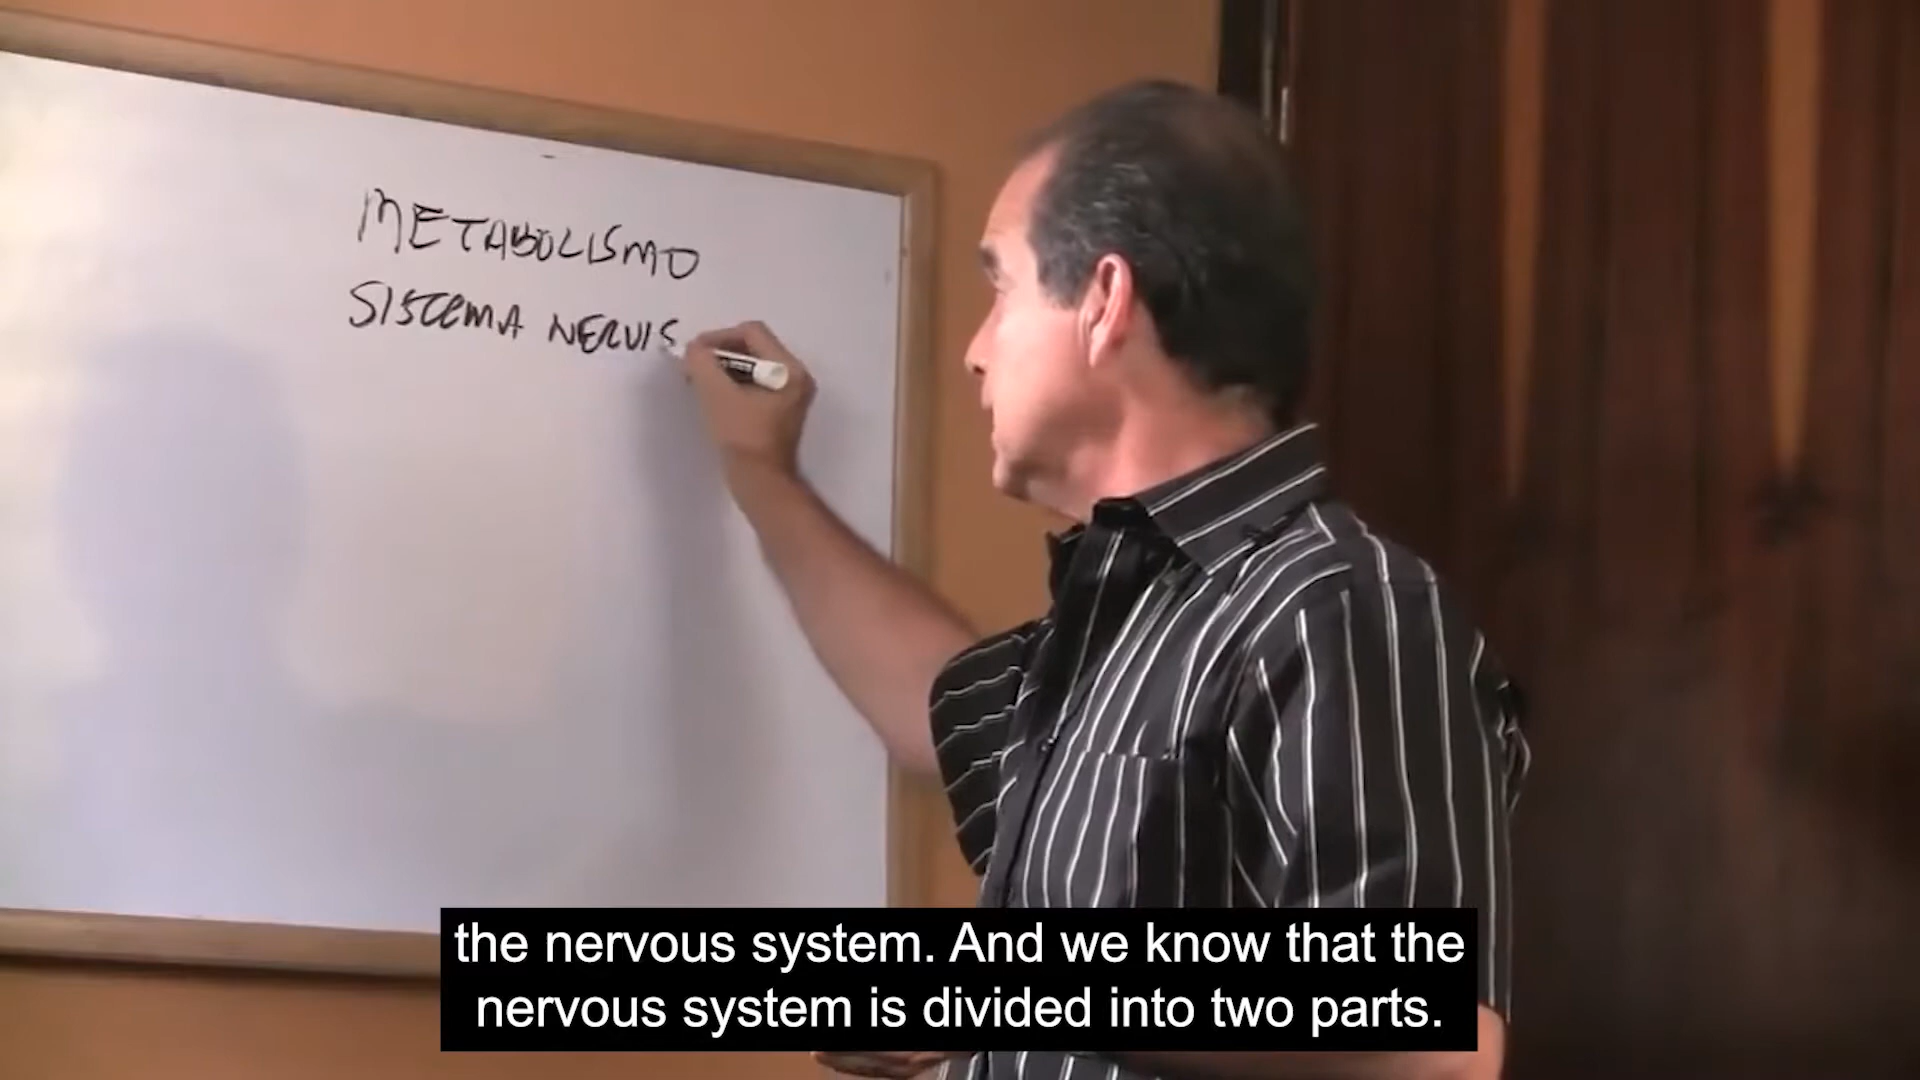 METABOLISMO
SISTEMA NERVIS
the nervous system. And we know that the
nervous system is divided into two parts.